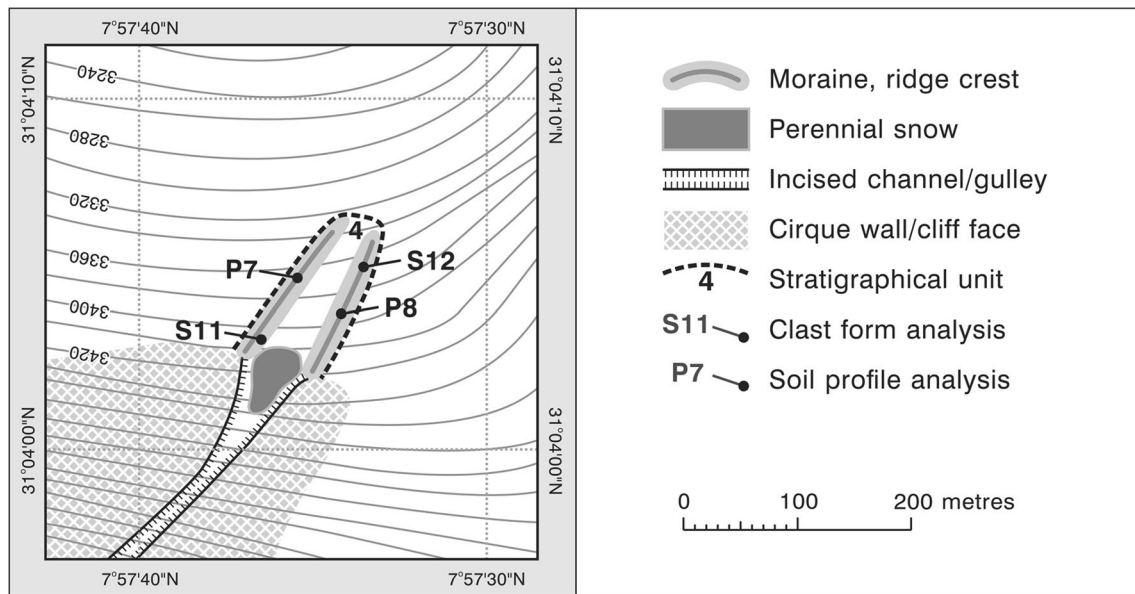 7°57'40"N
7°57'30"N
31°04'10"N
31°04'10"N
3240
3280
3320
3360
3400
3420
4
P7
S12
P8
S11
31°04'00"N
31°04'00"N
7°57'40"N
7°57'30"N
Moraine, ridge crest
Perennial snow
Incised channel/gulley
Cirque wall/cliff face
4 Stratigraphical unit
S11 Clast form analysis
P7 Soil profile analysis
0 100 200 metres